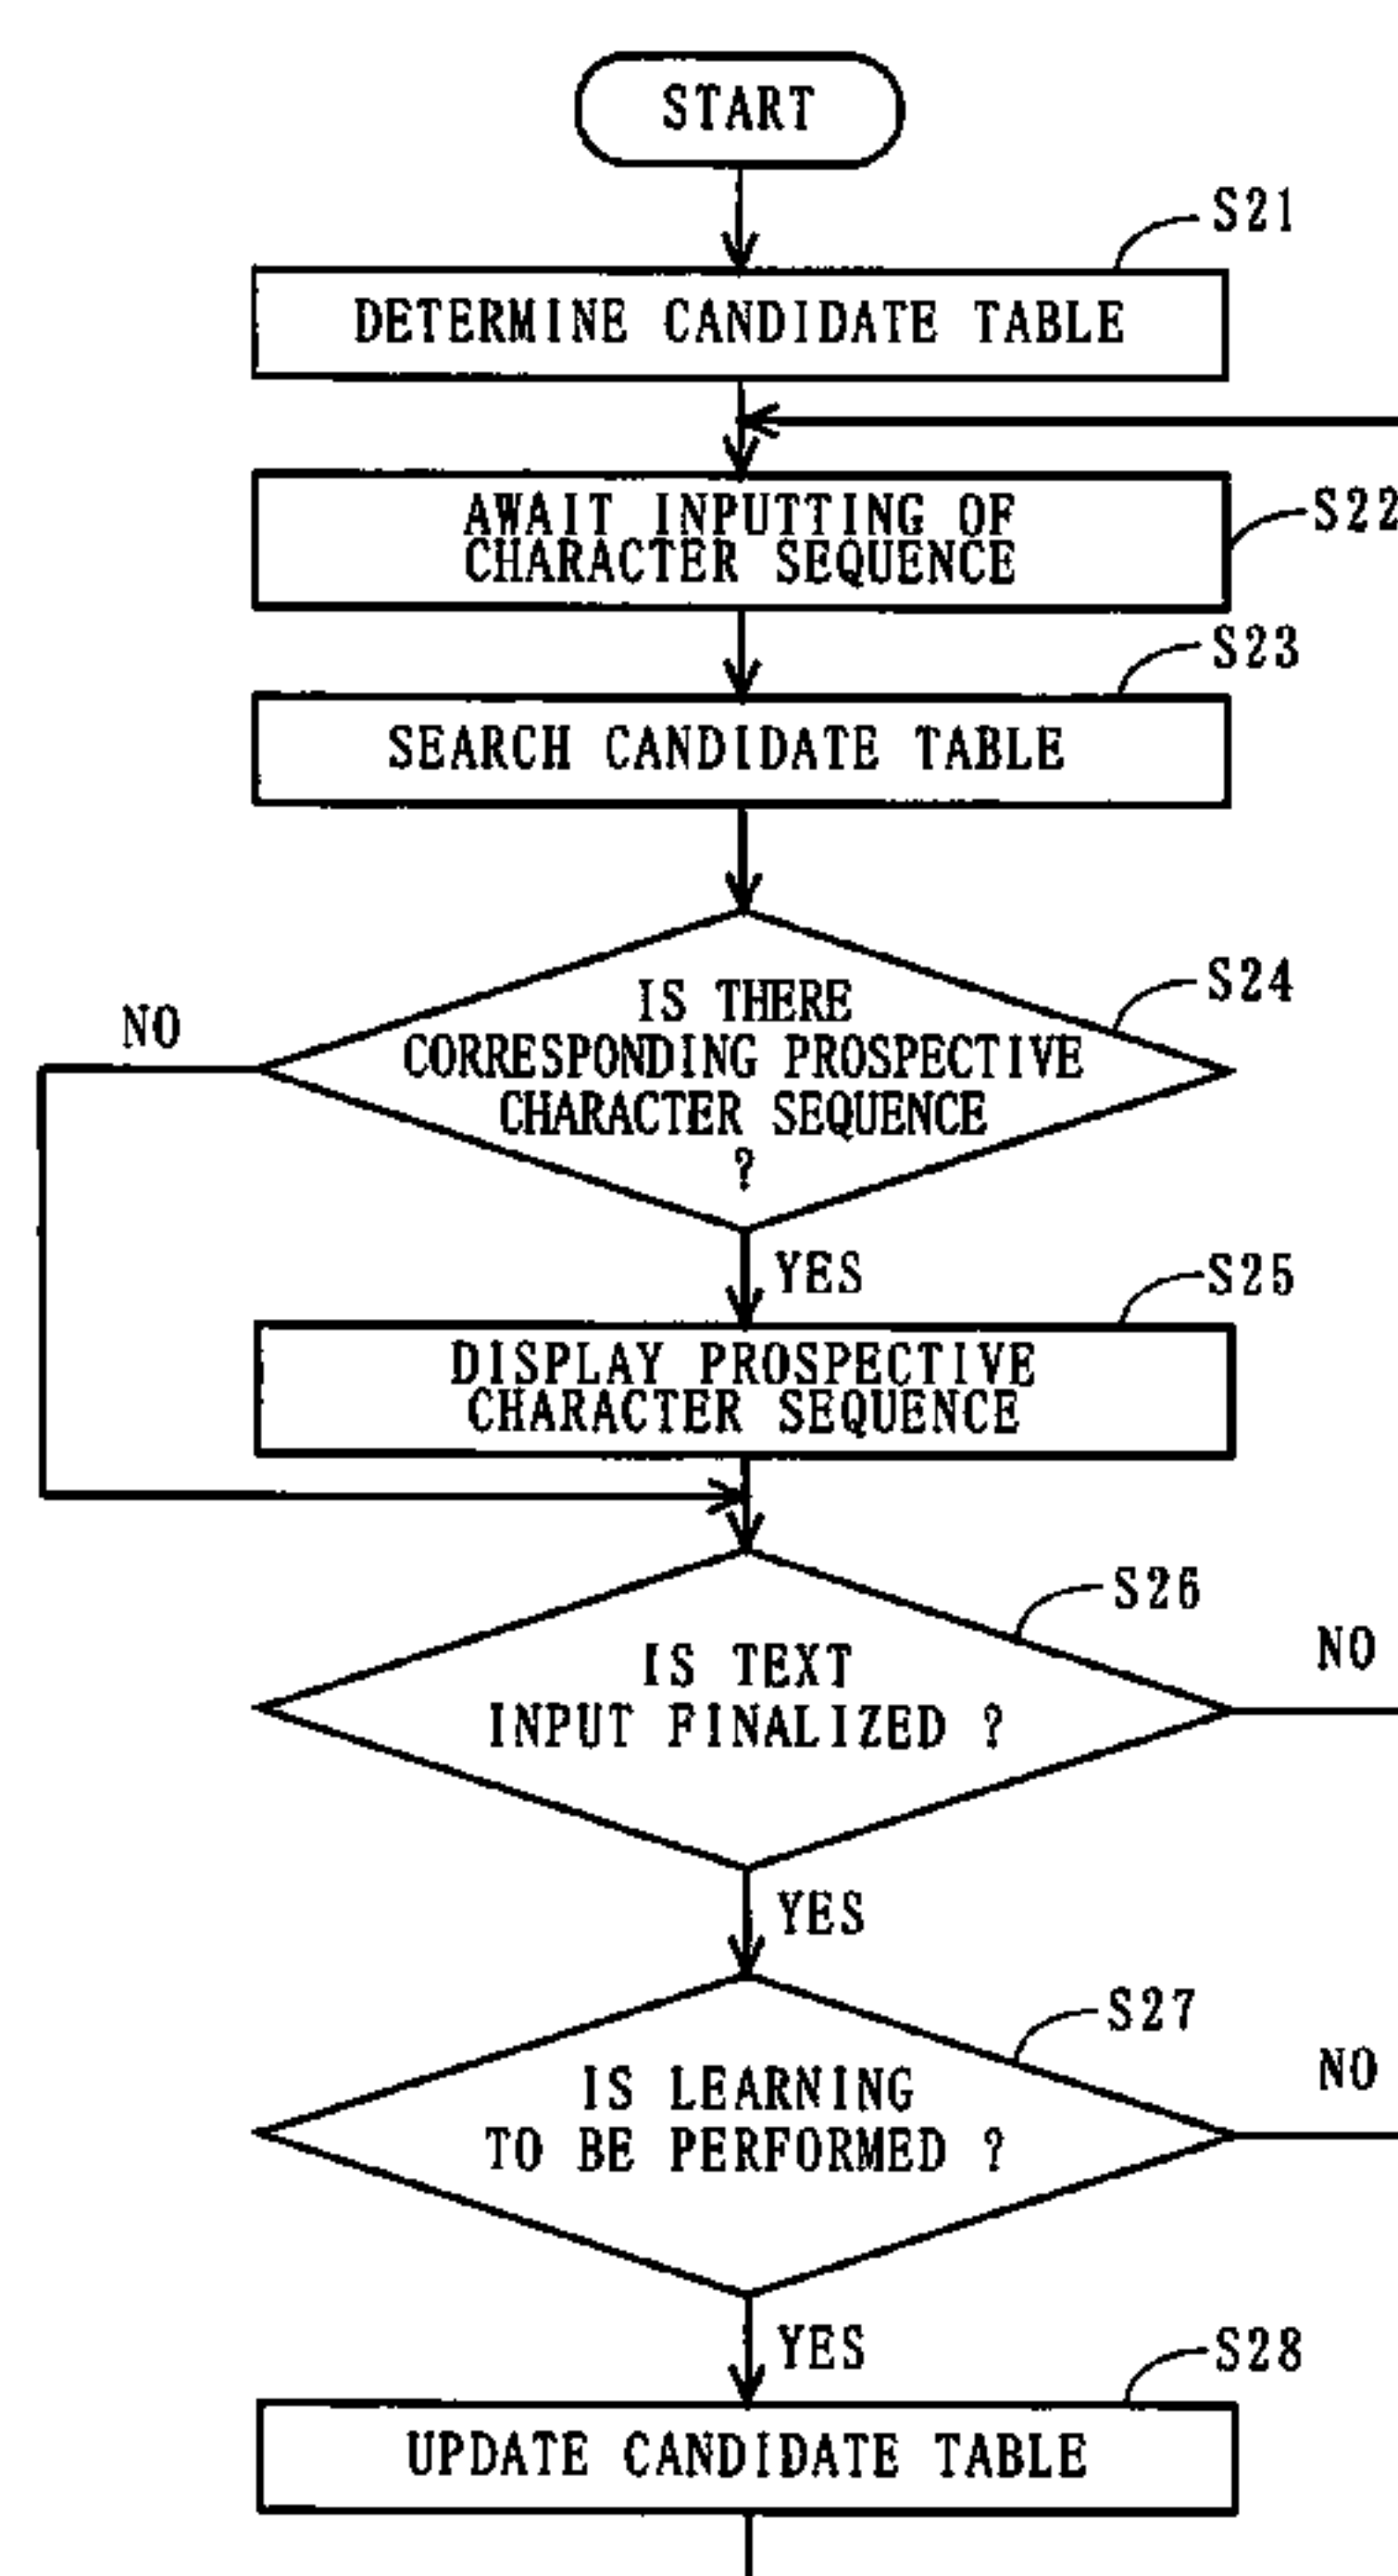 START
S21
DETERMINE CANDIDATE TABLE
AWAIT INPUTTING OF
CHARACTER SEQUENCE
S22
S23
SEARCH CANDIDATE TABLE
S24
NO
IS THERE
CORRESPONDING PROSPECTIVE
CHARACTER SEQUENCE
?
YES
S25
DISPLAY PROSPECTIVE
CHARACTER SEQUENCE
S26
NO
IS TEXT
INPUT FINALIZED ?
YES
S27
NO
IS LEARNING
TO BE PERFORMED ?
YES
S28
UPDATE CANDIDATE TABLE